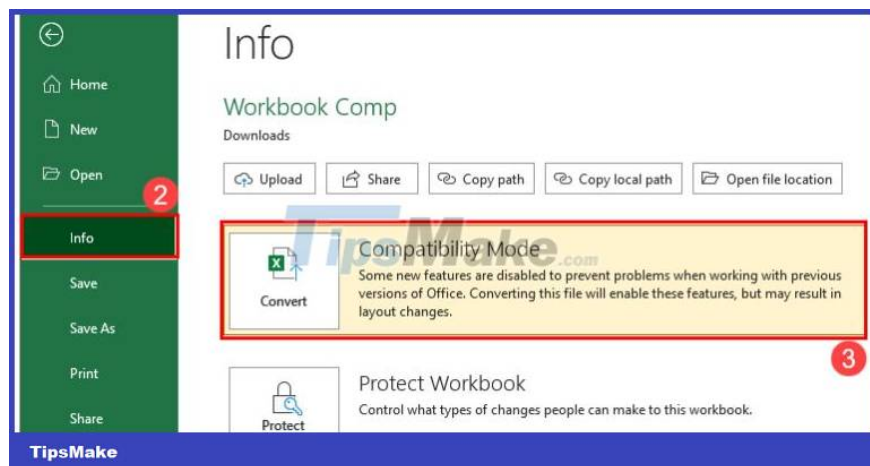 Info
Home
New
Open
2
Info
Save
Save As
Print
Share
Workbook Comp
Downloads
Upload
Share
Copy path
Copy local path
Open file location
TipsMake.com
Convert
Compatibility Mode
Some new features are disabled to prevent problems when working with previous
versions of Office. Converting this file will enable these features, but may result in
layout changes.
3
Protect
Protect Workbook
Control what types of changes people can make to this workbook.
TipsMake